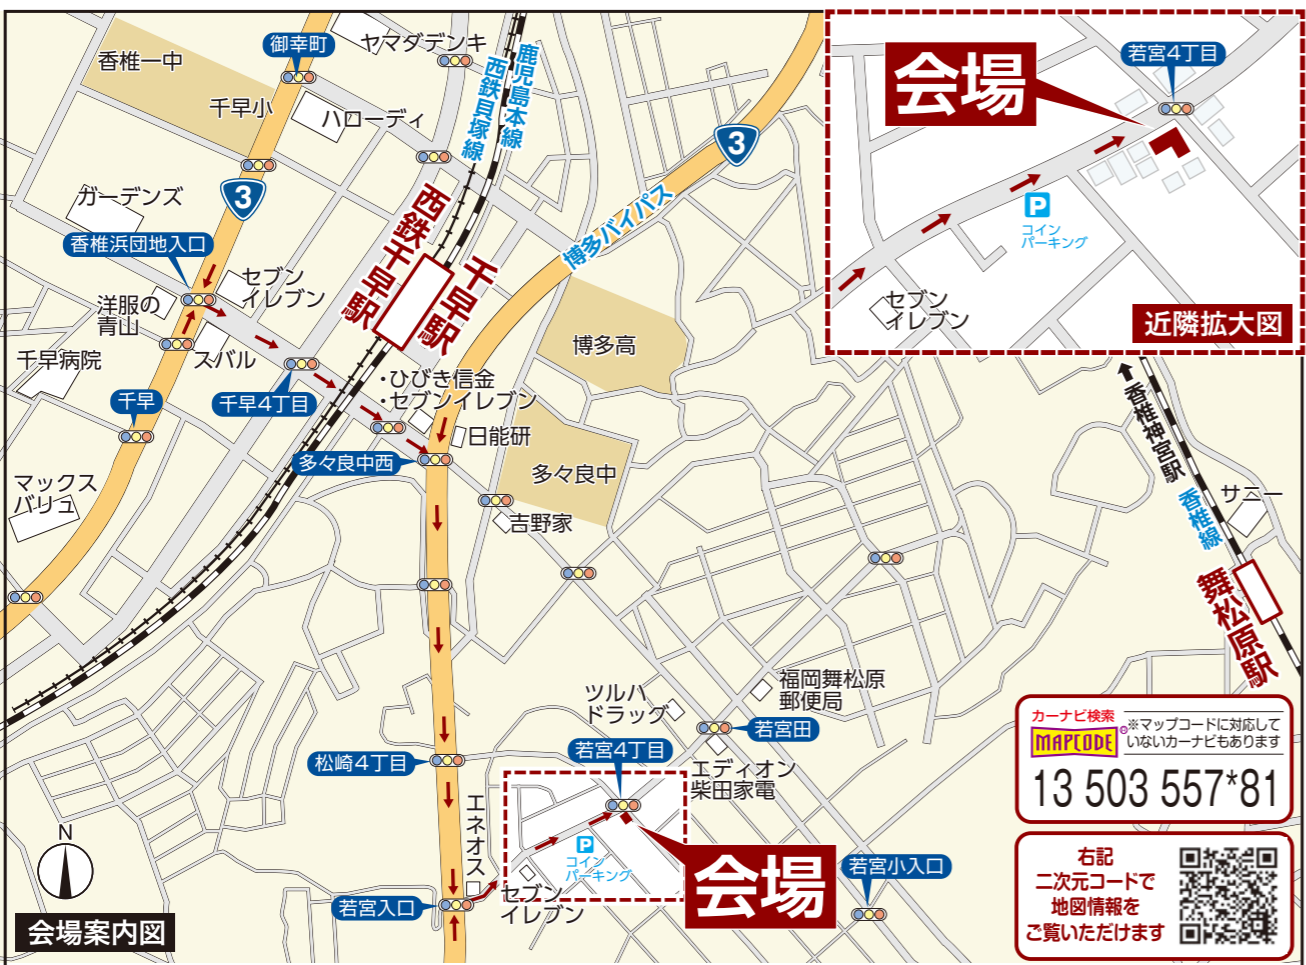 香椎一中
御幸町
ヤマダデンキ
千早小
ハローディ
鹿児島本線
西鉄貝塚線
3
3
ガーデンズ
香椎浜団地入口
セブン
イレブン
洋服の
青山
スバル
千早病院
千早
千早4丁目
マックス
バリュ
西鉄千早駅
千早駅
博多バイパス
博多高
・ひびき信金
・セブンイレブン
日能研
多々良中西
多々良中
吉野家
会場
若宮4丁目
P
コイン
パーキング
セブン
イレブン
近隣拡大図
香椎神宮駅
香椎線
サニー
舞松原駅
福岡舞松原
郵便局
ツルハ
ドラッグ
若宮田
若宮4丁目
エディオン
柴田家電
松崎4丁目
エネオス
P
コイン
パーキング
セブン
イレブン
会場
若宮小入口
若宮入口
N
会場案内図
カーナビ検索
MAPCODE®
※マップコードに対応して
いないカーナビもあります
13 503 557*81
右記
二次元コードで
地図情報を
ご覧いただけます